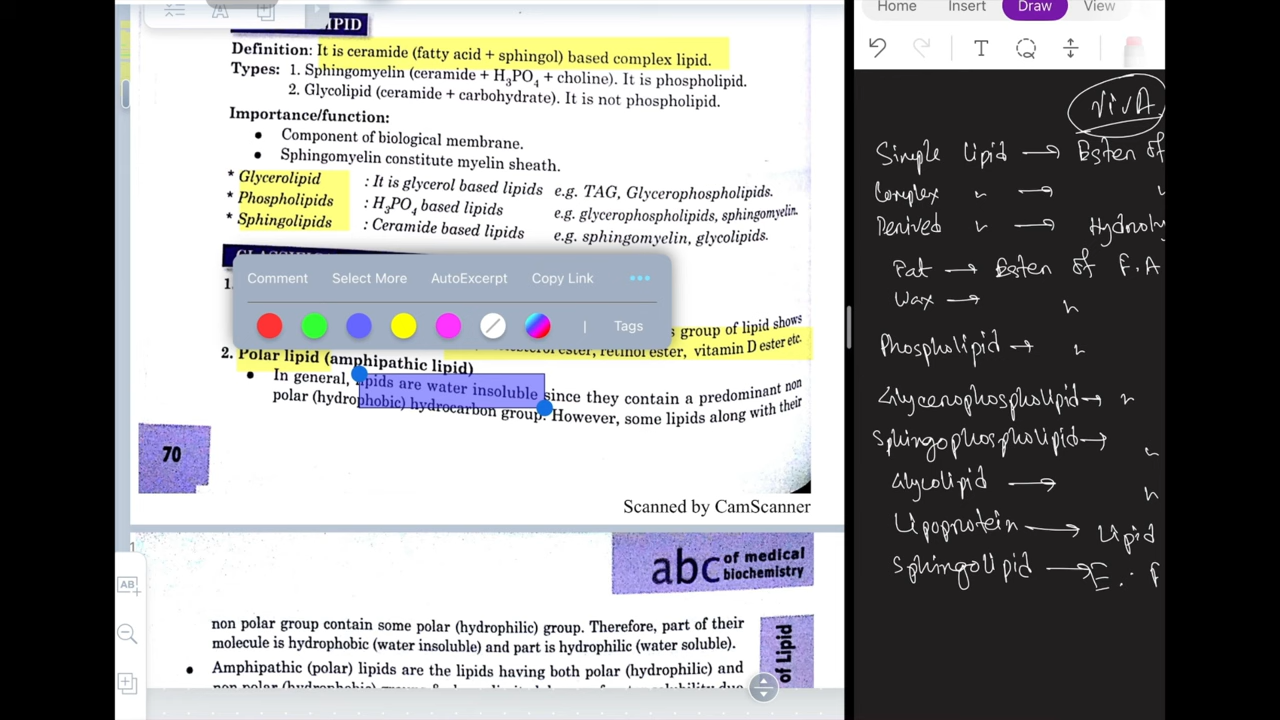 IPID
Definition: It is ceramide (fatty acid + sphingol) based complex lipid.
Types: 1. Sphingomyelin (ceramide + H₃PO₄ + choline). It is phospholipid.
2. Glycolipid (ceramide + carbohydrate). It is not phospholipid.
Importance/function:
• Component of biological membrane.
• Sphingomyelin constitute myelin sheath.
* Glycerolipid : It is glycerol based lipids e.g. TAG, Glycerophospholipids.
* Phospholipids : H₃PO₄ based lipids e.g. glycerophospholipids, sphingomyelin.
* Sphingolipids : Ceramide based lipids e.g. sphingomyelin, glycolipids.
1.
Comment Select More AutoExcerpt Copy Link •••
Tags
s group of lipid shows
ester, retinol ester, vitamin D ester etc.
2. Polar lipid (amphipathic lipid)
• In general, lipids are water insoluble since they contain a predominant non
polar (hydrophobic) hydrocarbon group. However, some lipids along with their
70
Scanned by CamScanner
abc of medical
biochemistry
non polar group contain some polar (hydrophilic) group. Therefore, part of their
molecule is hydrophobic (water insoluble) and part is hydrophilic (water soluble).
• Amphipathic (polar) lipids are the lipids having both polar (hydrophilic) and
of Lipid
AB
Home Insert Draw View
T
VivA
Simple lipid → Ester of
Complex " → "
Derived " → Hydroly
Fat → Ester of F.A
Wax → "
Phospholipid → "
Glycerophospholipid → "
Sphingophospholipid → "
Glycolipid → "
Lipoprotein → Lipid
Sphingolipid → E. . F